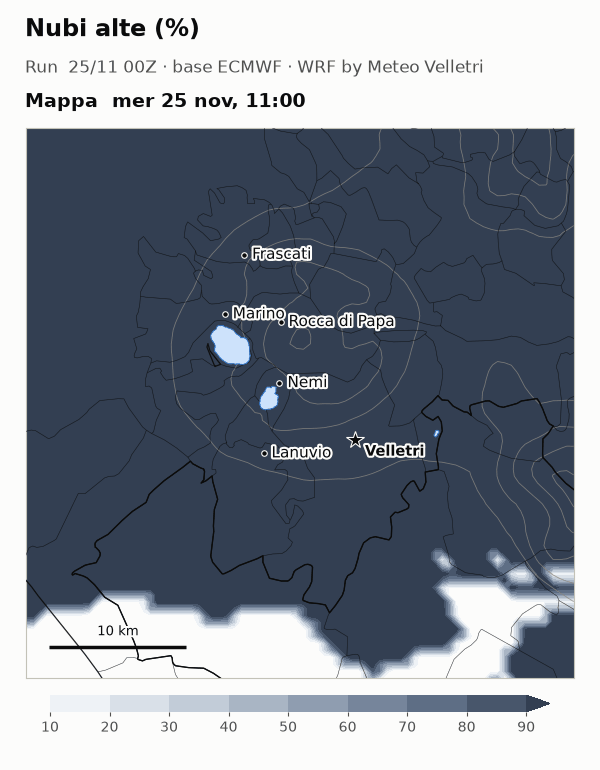 Nubi alte (%)
Run  25/11 00Z · base ECMWF · WRF by Meteo Velletri
Mappa  mer 25 nov, 11:00
Frascati
Marino
Rocca di Papa
Nemi
Velletri
Lanuvio
10 km
10 20 30 40 50 60 70 80 90